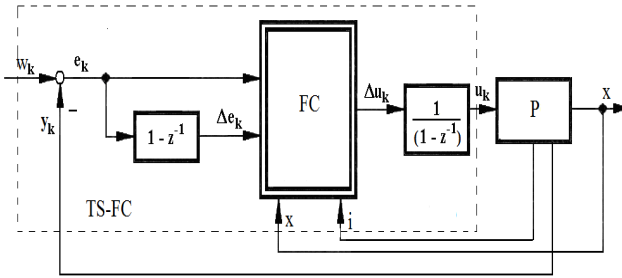 w_k
e_k
y_k
−
1 - z^-1
Δe_k
FC
Δu_k
1
(1 - z^-1)
u_k
P
x
TS-FC
x
i